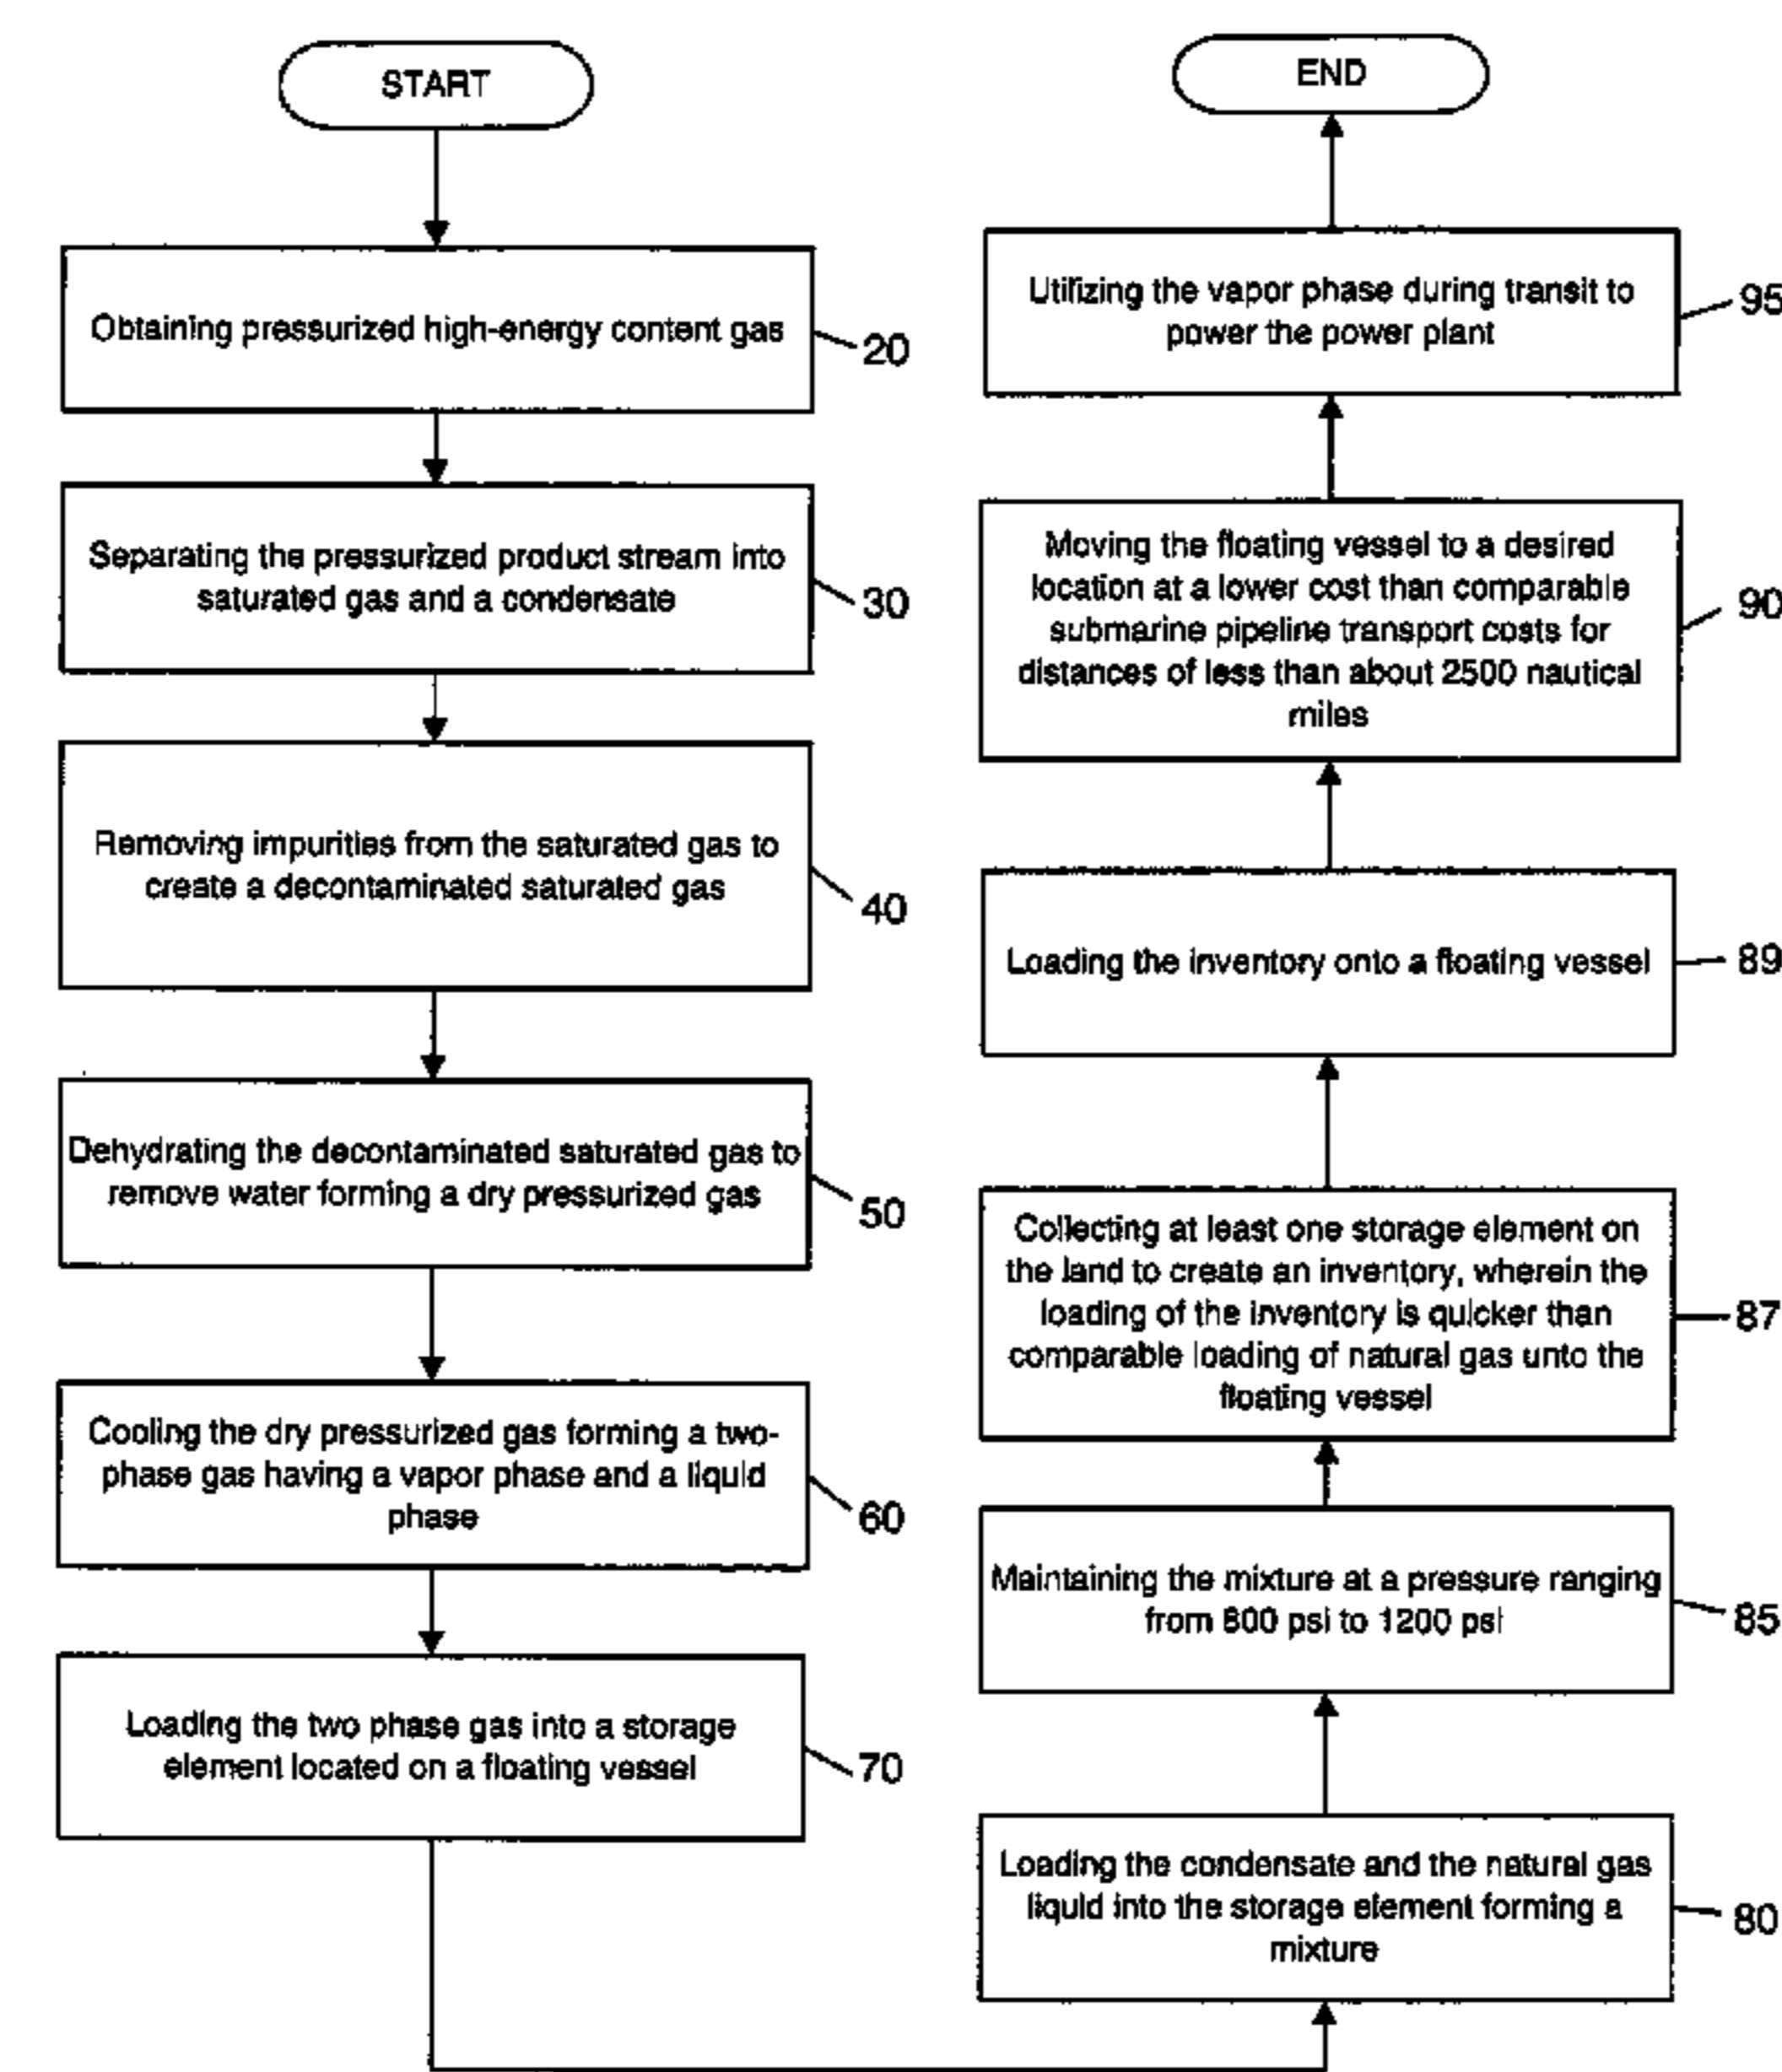 START
Obtaining pressurized high-energy content gas
20
Separating the pressurized product stream into
saturated gas and a condensate
30
Removing impurities from the saturated gas to
create a decontaminated saturated gas
40
Dehydrating the decontaminated saturated gas to
remove water forming a dry pressurized gas
50
Cooling the dry pressurized gas forming a two-
phase gas having a vapor phase and a liquid
phase
60
Loading the two phase gas into a storage
element located on a floating vessel
70
Loading the condensate and the natural gas
liquid into the storage element forming a
mixture
80
Maintaining the mixture at a pressure ranging
from 800 psi to 1200 psi
85
Collecting at least one storage element on
the land to create an inventory, wherein the
loading of the inventory is quicker than
comparable loading of natural gas unto the
floating vessel
87
Loading the inventory onto a floating vessel
89
Moving the floating vessel to a desired
location at a lower cost than comparable
submarine pipeline transport costs for
distances of less than about 2500 nautical
miles
90
Utilizing the vapor phase during transit to
power the power plant
95
END